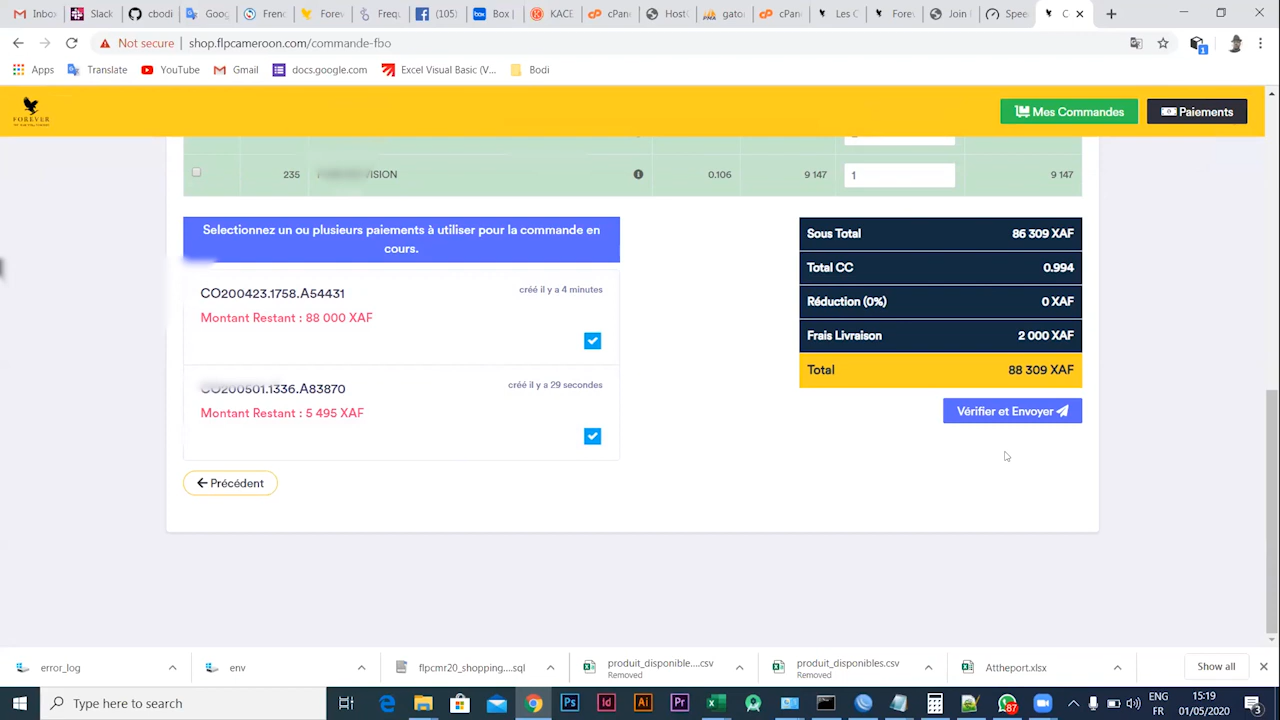 Inbo
Slack
cbodi
Goog
Frenc
Forev
Frequ
(105)
Box
KACE
cPan
Host
gato
cPan
Les C
Forev
Join
Spee
C
Not secure
shop.flpcameroon.com/commande-fbo
Apps
Translate
YouTube
Gmail
docs.google.com
Excel Visual Basic (V...
Bodi
FOREVER
Mes Commandes
Paiements
235
VISION
0.106
9 147
1
9 147
Selectionnez un ou plusieurs paiements à utiliser pour la commande en
cours.
CO200423.1758.A54431
créé il y a 4 minutes
Montant Restant : 88 000 XAF
CO200501.1336.A83870
créé il y a 29 secondes
Montant Restant : 5 495 XAF
Précédent
Sous Total 86 309 XAF
Total CC 0.994
Réduction (0%) 0 XAF
Frais Livraison 2 000 XAF
Total 88 309 XAF
Vérifier et Envoyer
error_log
env
flpcmr20_shopping....sql
produit_disponible....csv
Removed
produit_disponibles.csv
Removed
Attheport.xlsx
Show all
Type here to search
87
ENG
FR
15:19
01/05/2020
3